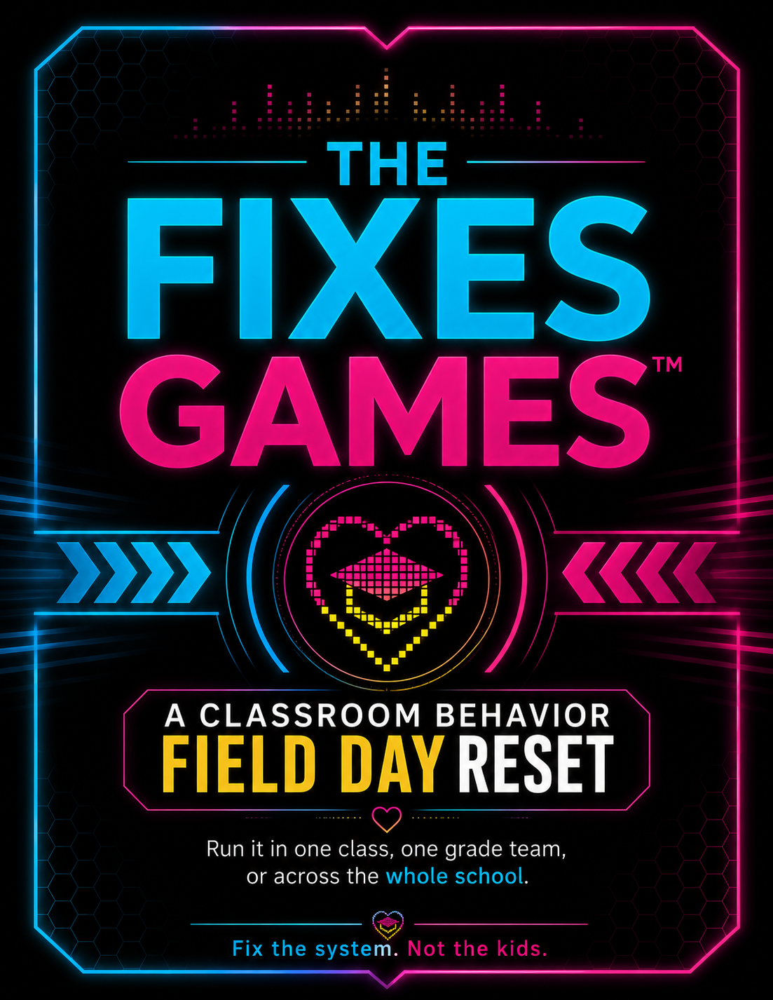 THE
FIXES
GAMES™
A CLASSROOM BEHAVIOR
FIELD DAY RESET
Run it in one class, one grade team,
or across the whole school.
Fix the system. Not the kids.